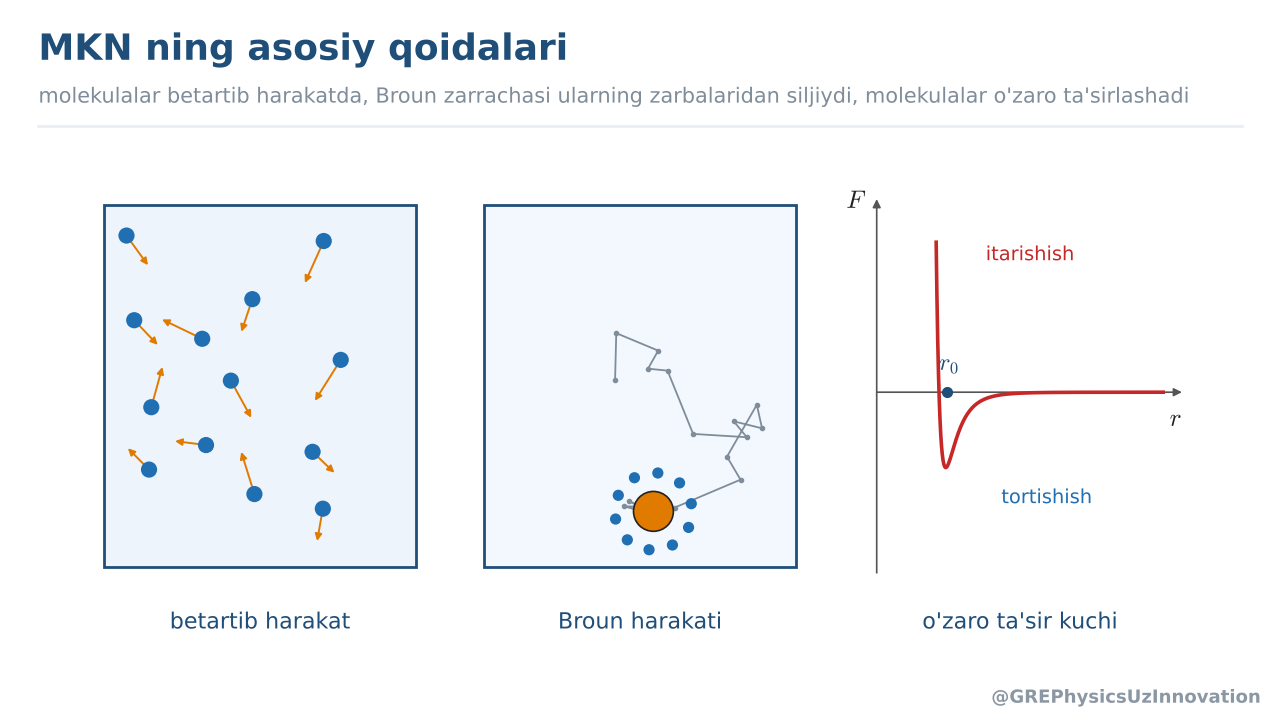 MKN ning asosiy qoidalari
molekulalar betartib harakatda, Broun zarrachasi ularning zarbalaridan siljiydi, molekulalar o'zaro ta'sirlashadi
F
itarishish
r₀
r
tortishish
betartib harakat
Broun harakati
o'zaro ta'sir kuchi
@GREPhysicsUzInnovation